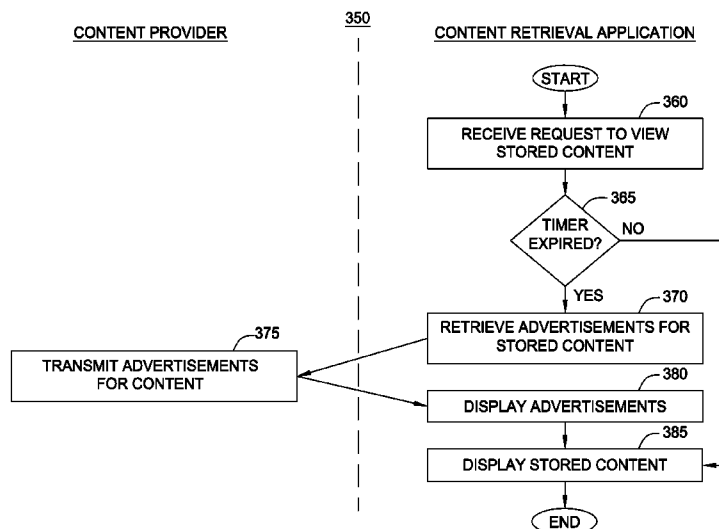 350
CONTENT PROVIDER
CONTENT RETRIEVAL APPLICATION
START
360
RECEIVE REQUEST TO VIEW
STORED CONTENT
365
TIMER
EXPIRED?
NO
YES
370
RETRIEVE ADVERTISEMENTS FOR
STORED CONTENT
375
TRANSMIT ADVERTISEMENTS
FOR CONTENT
380
DISPLAY ADVERTISEMENTS
385
DISPLAY STORED CONTENT
END